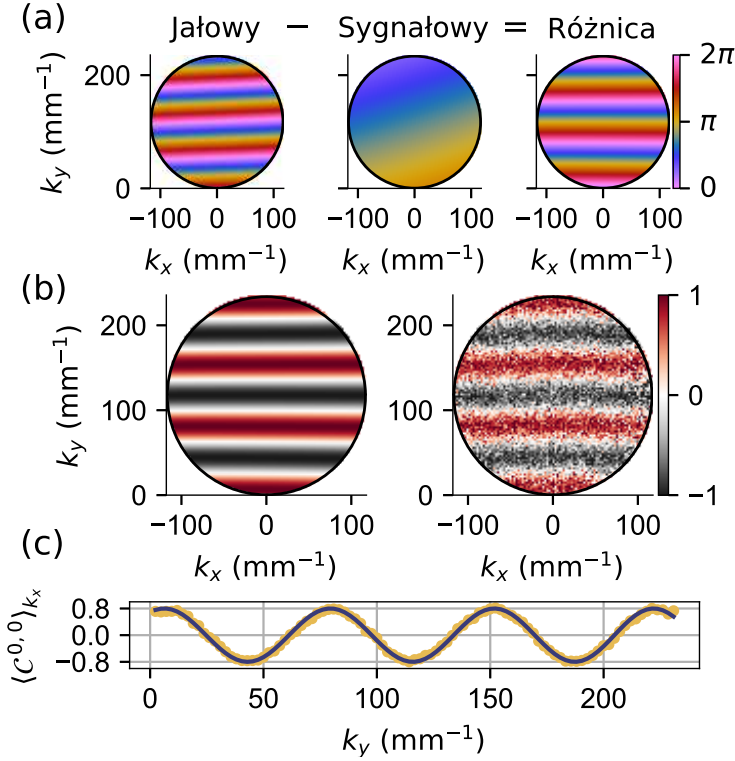 (a) Jałowy − Sygnałowy = Różnica
k_y (mm⁻¹)
200
0
−100 0 100
−100 0 100
−100 0 100
k_x (mm⁻¹)
k_x (mm⁻¹)
k_x (mm⁻¹)
2π
π
0
(b)
k_y (mm⁻¹)
200
100
0
−100 0 100
k_x (mm⁻¹)
200
100
0
−100 0 100
k_x (mm⁻¹)
1
0
−1
(c)
⟨𝒞^{0,0}⟩_{k_x}
0.8
0.0
−0.8
0 50 100 150 200
k_y (mm⁻¹)